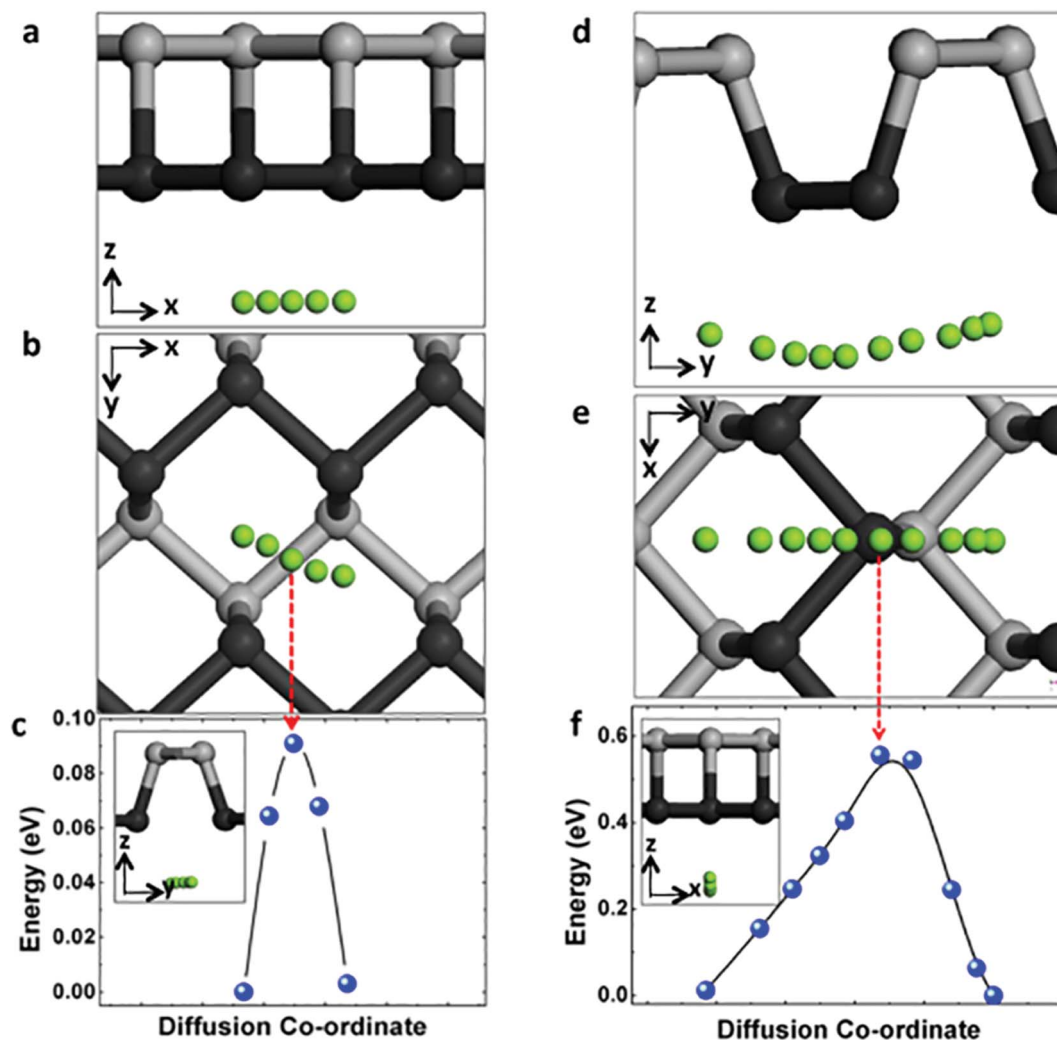 a
z
x
b
x
y
c
0.10
0.08
0.06
0.04
0.02
0.00
Energy (eV)
z
y
Diffusion Co-ordinate
d
z
y
e
y
x
f
0.6
0.4
0.2
0.0
Energy (eV)
z
x
Diffusion Co-ordinate